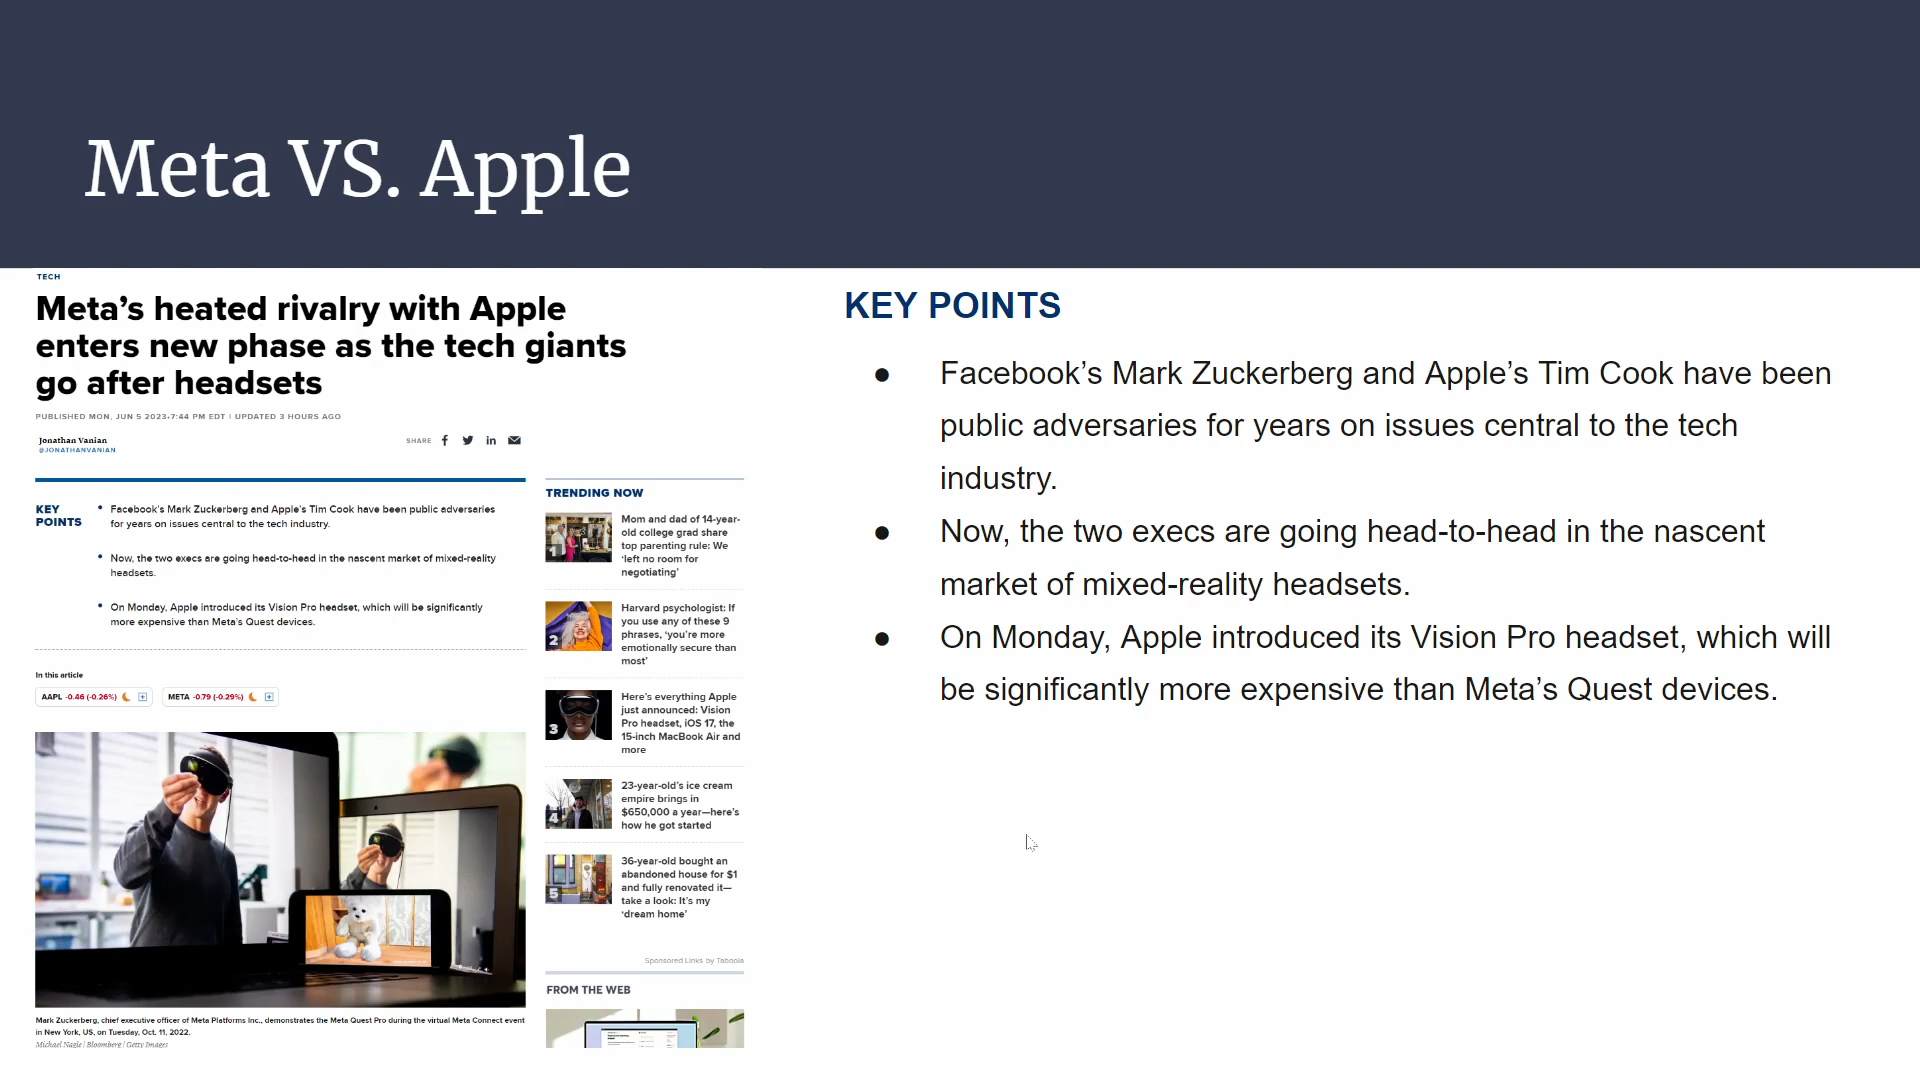 Meta VS. Apple
TECH
Meta’s heated rivalry with Apple
enters new phase as the tech giants
go after headsets
PUBLISHED MON, JUN 5 2023•7:44 PM EDT | UPDATED 3 HOURS AGO
Jonathan Vanian
@JONATHANVANIAN
SHARE
KEY
POINTS
• Facebook’s Mark Zuckerberg and Apple’s Tim Cook have been public adversaries
for years on issues central to the tech industry.
• Now, the two execs are going head-to-head in the nascent market of mixed-reality
headsets.
• On Monday, Apple introduced its Vision Pro headset, which will be significantly
more expensive than Meta’s Quest devices.
In this article
AAPL -0.46 (-0.26%)
META -0.79 (-0.29%)
Mark Zuckerberg, chief executive officer of Meta Platforms Inc., demonstrates the Meta Quest Pro during the virtual Meta Connect event
in New York, US, on Tuesday, Oct. 11, 2022.
Michael Nagle | Bloomberg | Getty Images
TRENDING NOW
1
Mom and dad of 14-year-
old college grad share
top parenting rule: We
‘left no room for
negotiating’
2
Harvard psychologist: If
you use any of these 9
phrases, ‘you’re more
emotionally secure than
most’
3
Here’s everything Apple
just announced: Vision
Pro headset, iOS 17, the
15-inch MacBook Air and
more
4
23-year-old’s ice cream
empire brings in
$650,000 a year—here’s
how he got started
5
36-year-old bought an
abandoned house for $1
and fully renovated it—
take a look: It’s my
‘dream home’
Sponsored Links by Taboola
FROM THE WEB
KEY POINTS
● Facebook’s Mark Zuckerberg and Apple’s Tim Cook have been
public adversaries for years on issues central to the tech
industry.
● Now, the two execs are going head-to-head in the nascent
market of mixed-reality headsets.
● On Monday, Apple introduced its Vision Pro headset, which will
be significantly more expensive than Meta’s Quest devices.